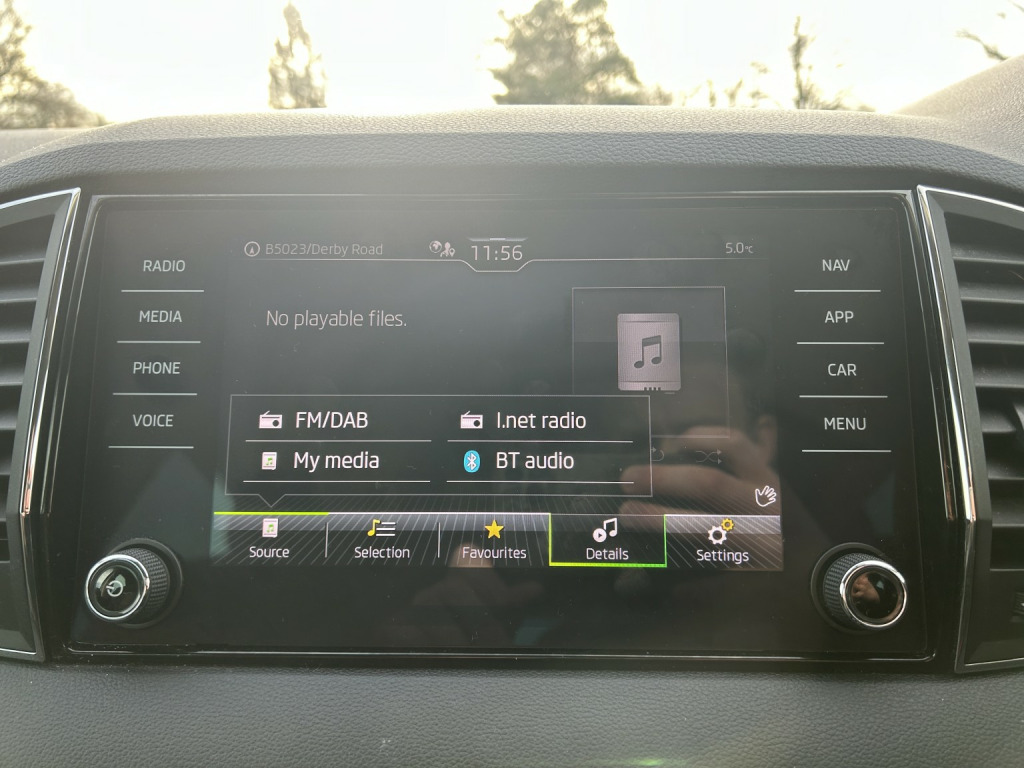 B5023/Derby Road
11:56
5.0°C
RADIO
MEDIA
PHONE
VOICE
No playable files.
FM/DAB
I.net radio
My media
BT audio
Source
Selection
Favourites
Details
Settings
NAV
APP
CAR
MENU